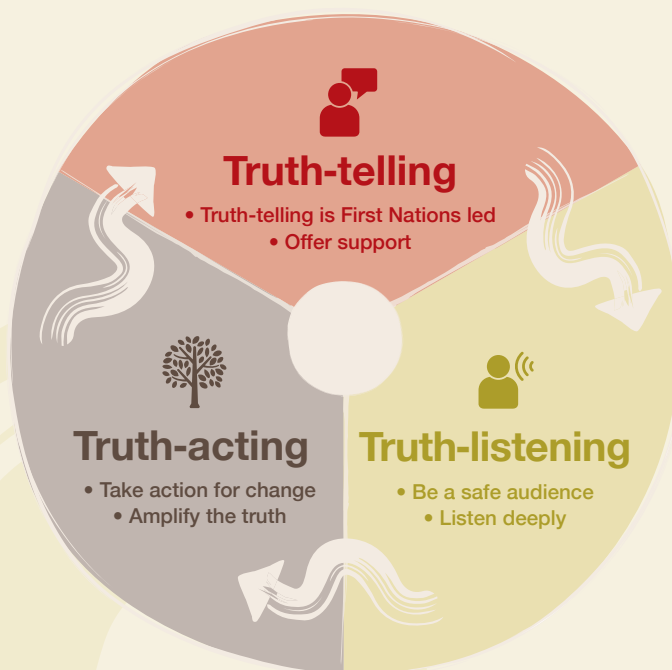 Truth-telling
• Truth-telling is First Nations led
• Offer support
Truth-listening
• Be a safe audience
• Listen deeply
Truth-acting
• Take action for change
• Amplify the truth